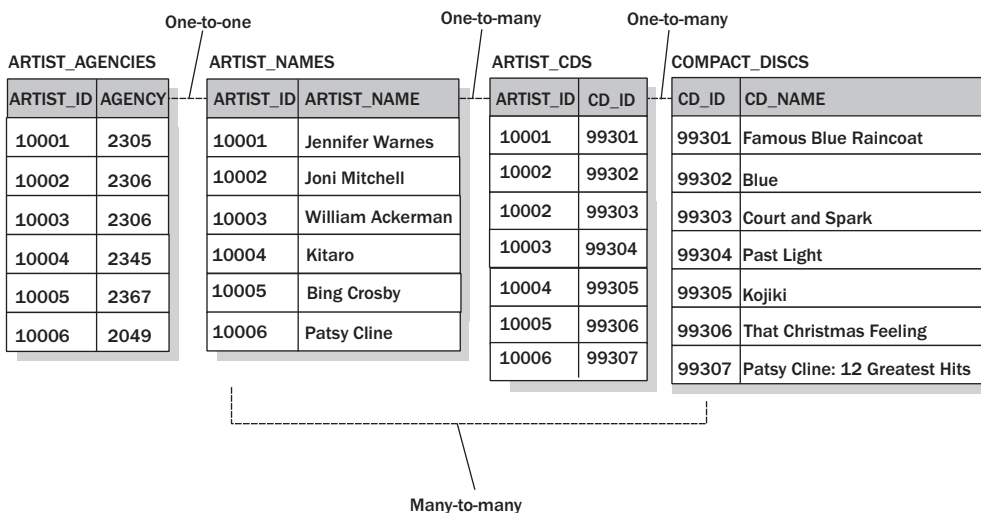 One-to-one
One-to-many
One-to-many
ARTIST_AGENCIES
ARTIST_ID AGENCY
10001 2305
10002 2306
10003 2306
10004 2345
10005 2367
10006 2049
ARTIST_NAMES
ARTIST_ID ARTIST_NAME
10001 Jennifer Warnes
10002 Joni Mitchell
10003 William Ackerman
10004 Kitaro
10005 Bing Crosby
10006 Patsy Cline
ARTIST_CDS
ARTIST_ID CD_ID
10001 99301
10002 99302
10002 99303
10003 99304
10004 99305
10005 99306
10006 99307
COMPACT_DISCS
CD_ID CD_NAME
99301 Famous Blue Raincoat
99302 Blue
99303 Court and Spark
99304 Past Light
99305 Kojiki
99306 That Christmas Feeling
99307 Patsy Cline: 12 Greatest Hits
Many-to-many